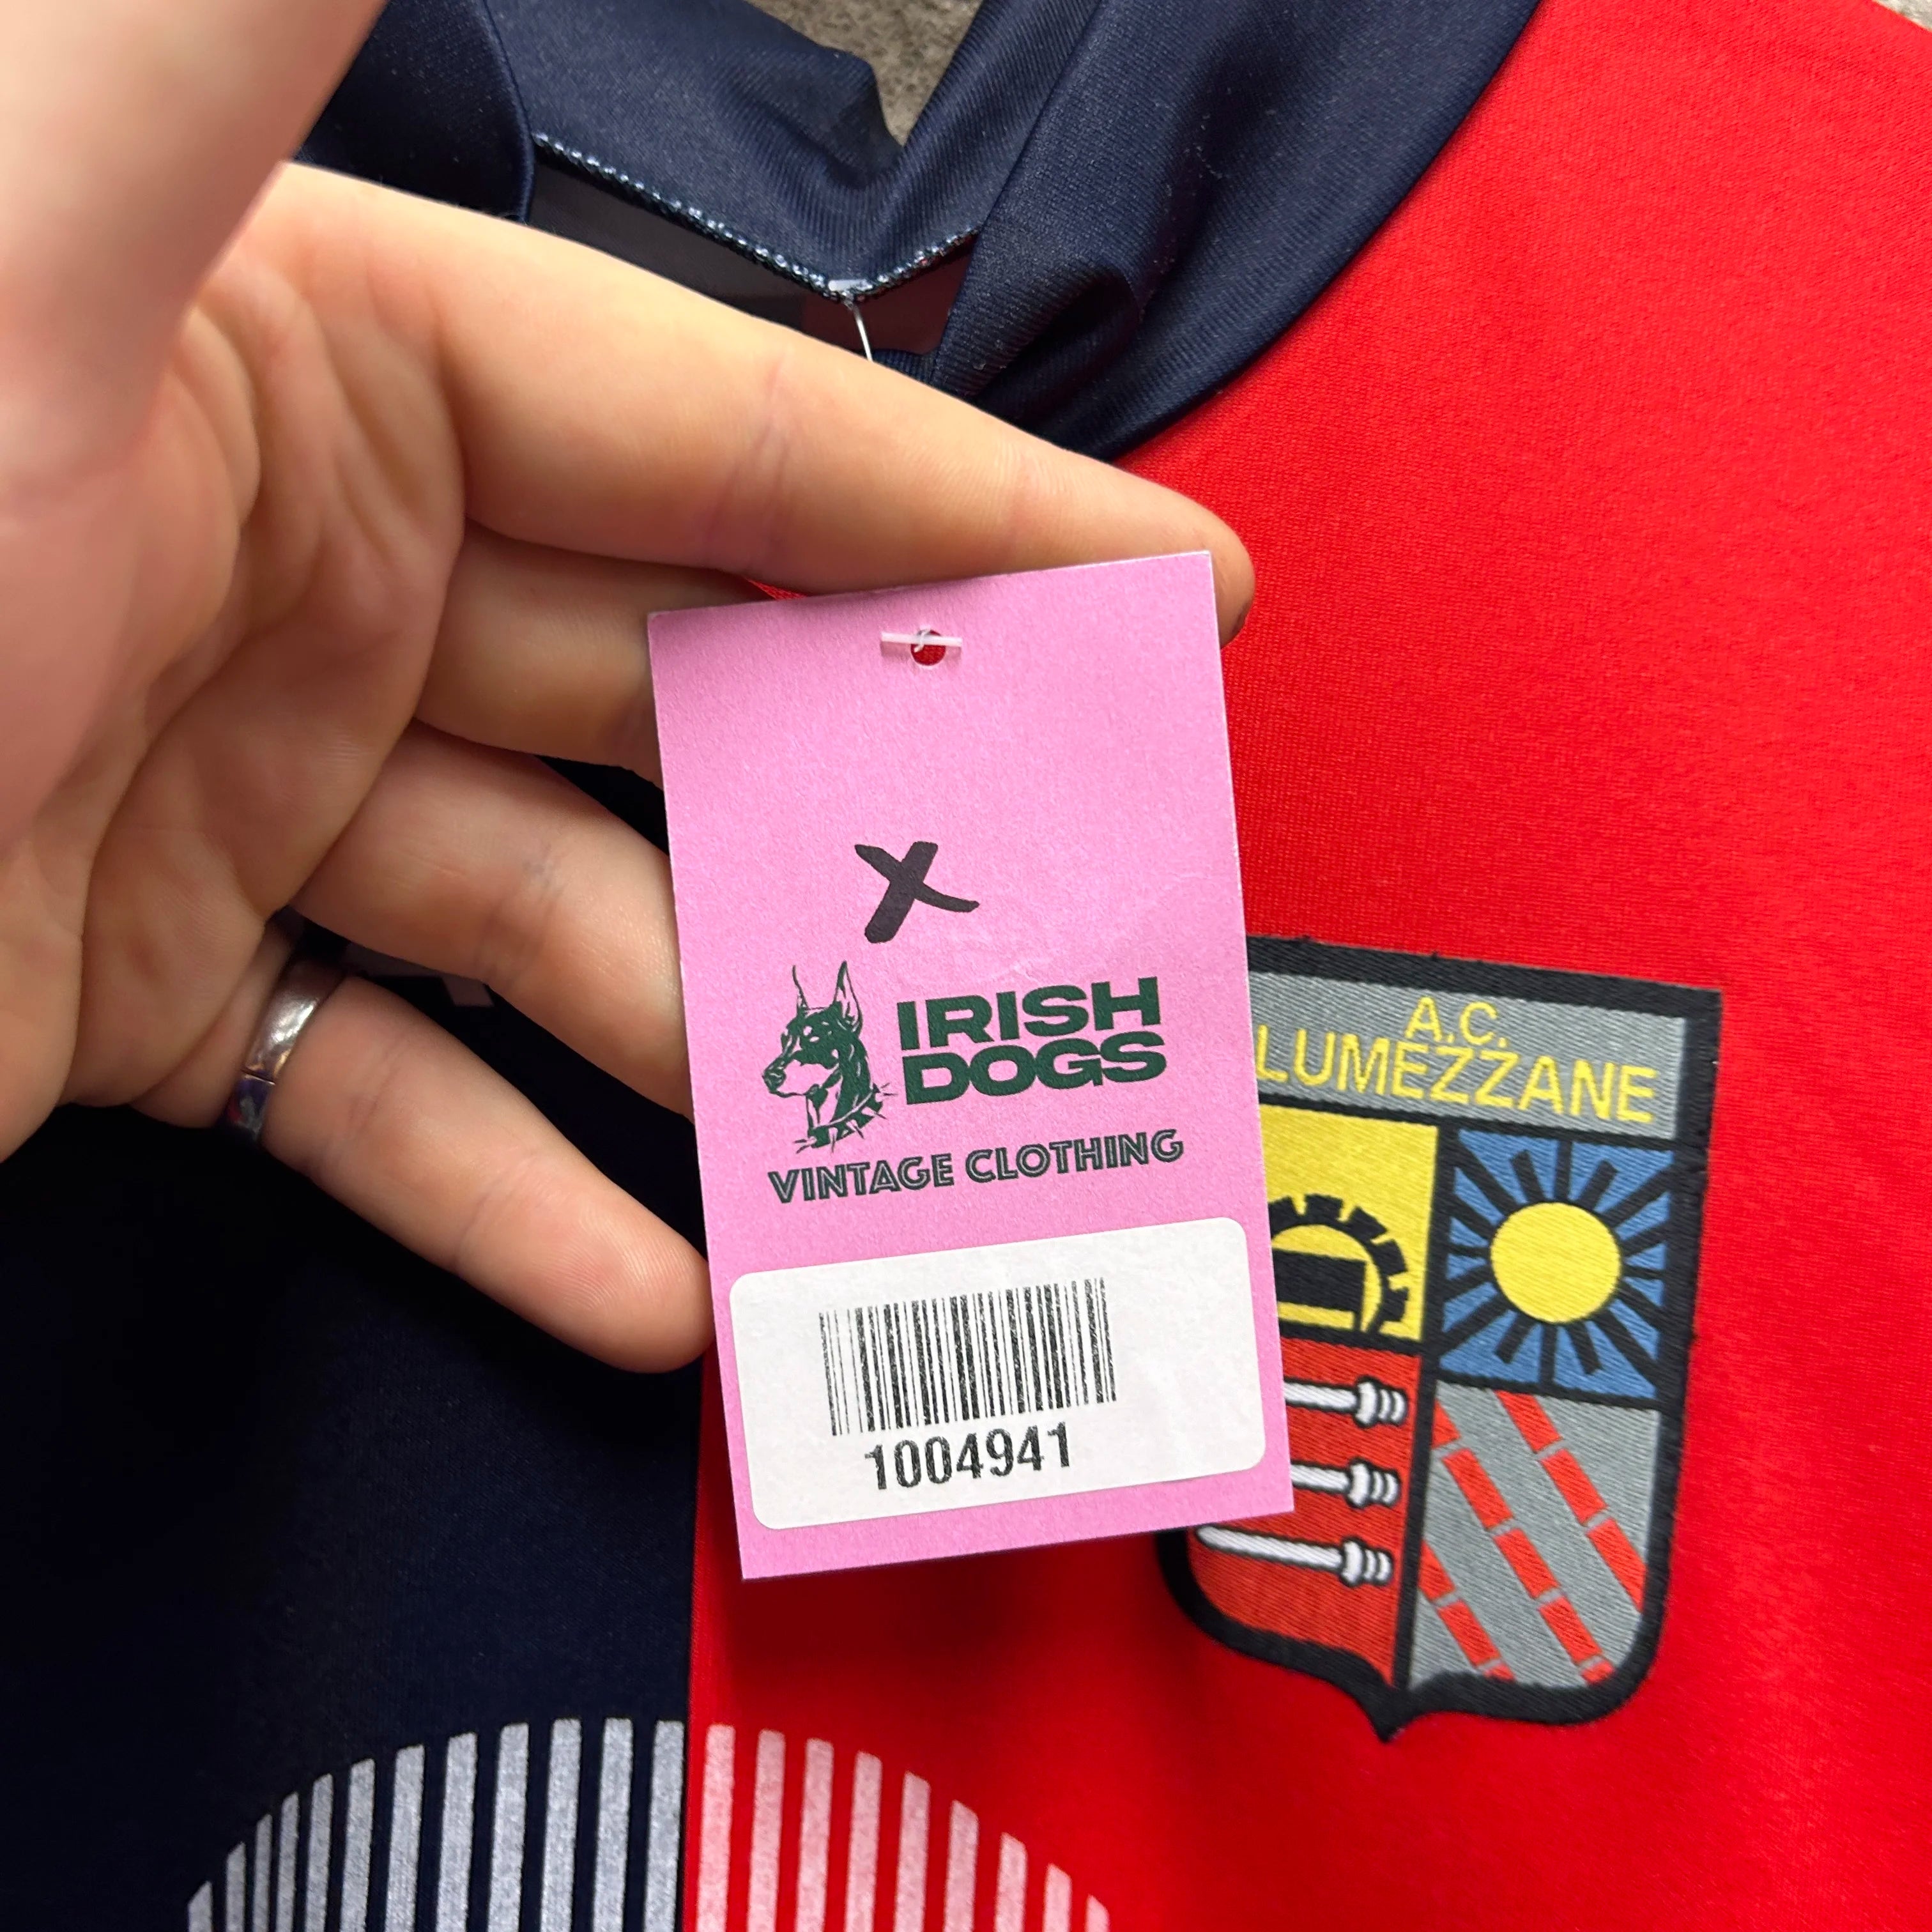 X
IRISH
DOGS
VINTAGE CLOTHING
1004941
A.C.
LUMEZZANE